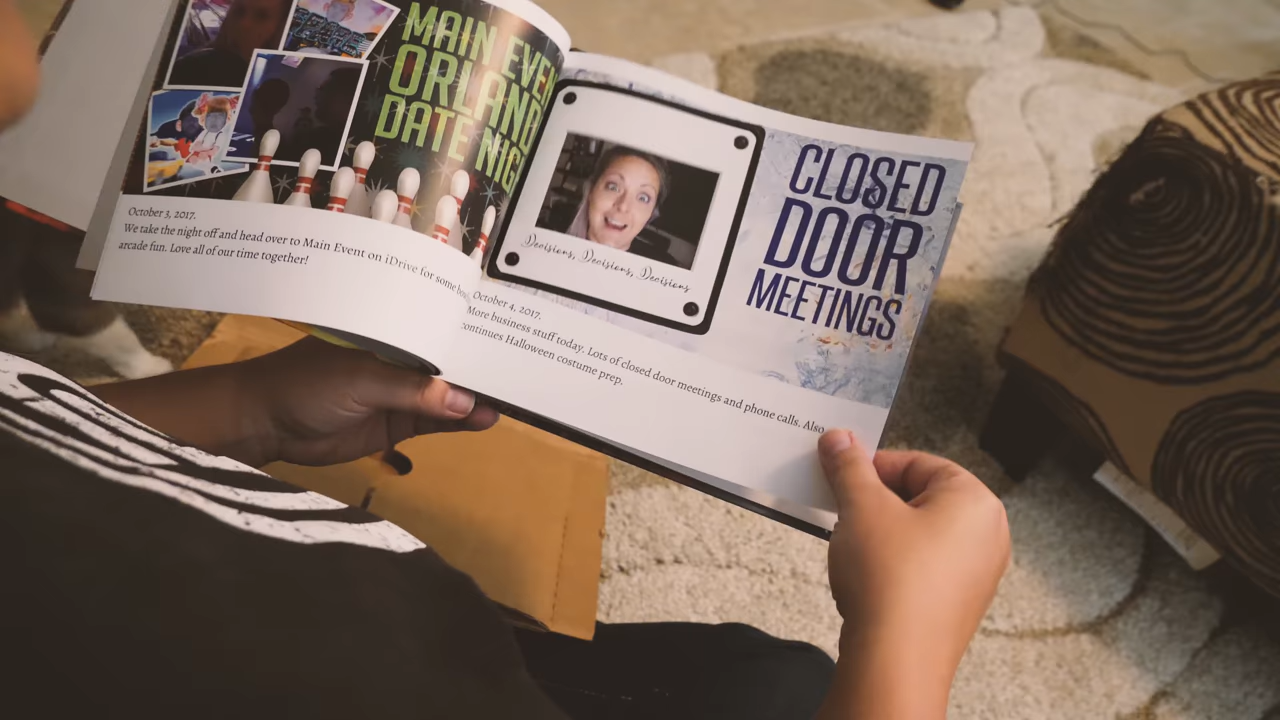 MAIN EVEN
ORLAND
DATE NIG
October 3, 2017.
We take the night off and head over to Main Event on iDrive for some
arcade fun. Love all of our time together!
Decisions, Decisions, Decisions
CLOSED
DOOR
MEETINGS
October 4, 2017.
More business stuff today. Lots of closed door meetings and phone calls. Also
continues Halloween costume prep.